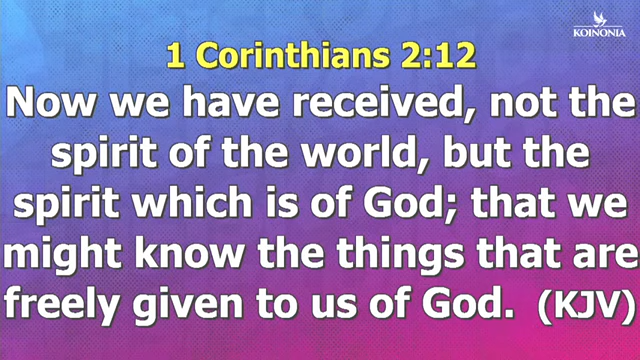 KOINONIA
1 Corinthians 2:12
Now we have received, not the
spirit of the world, but the
spirit which is of God; that we
might know the things that are
freely given to us of God. (KJV)